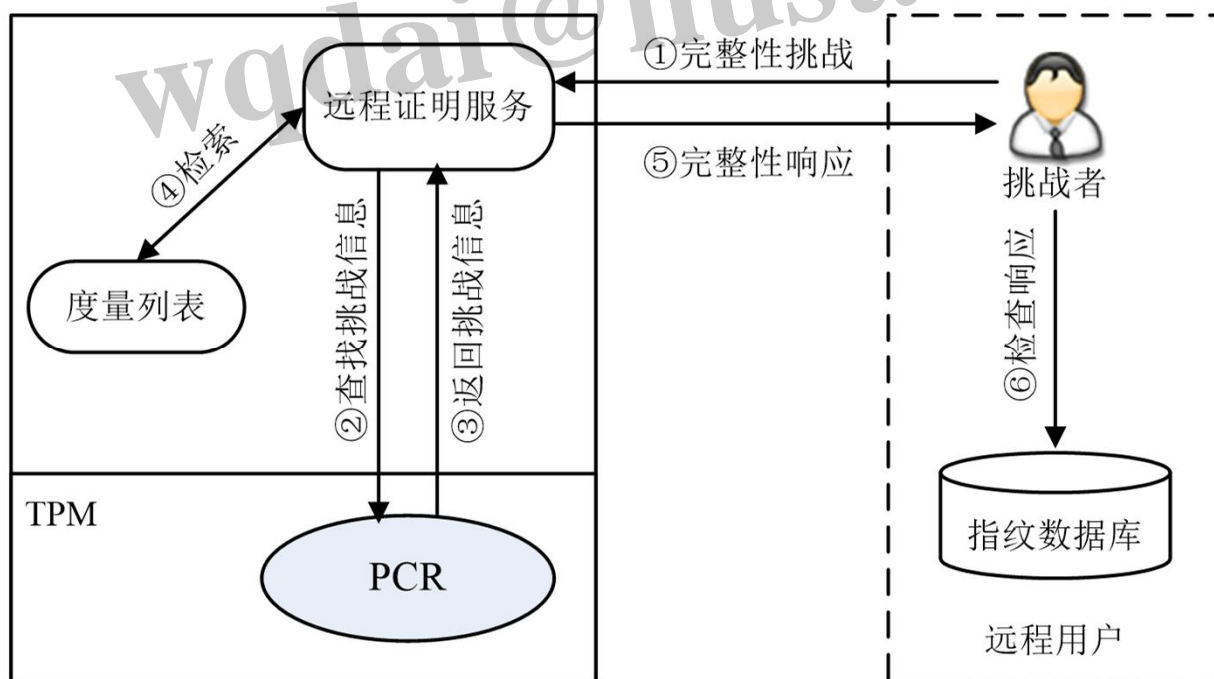 wqdai@hust
远程证明服务
①完整性挑战
⑤完整性响应
挑战者
④检索
度量列表
②查找挑战信息
③返回挑战信息
⑥检查响应
TPM
PCR
指纹数据库
远程用户